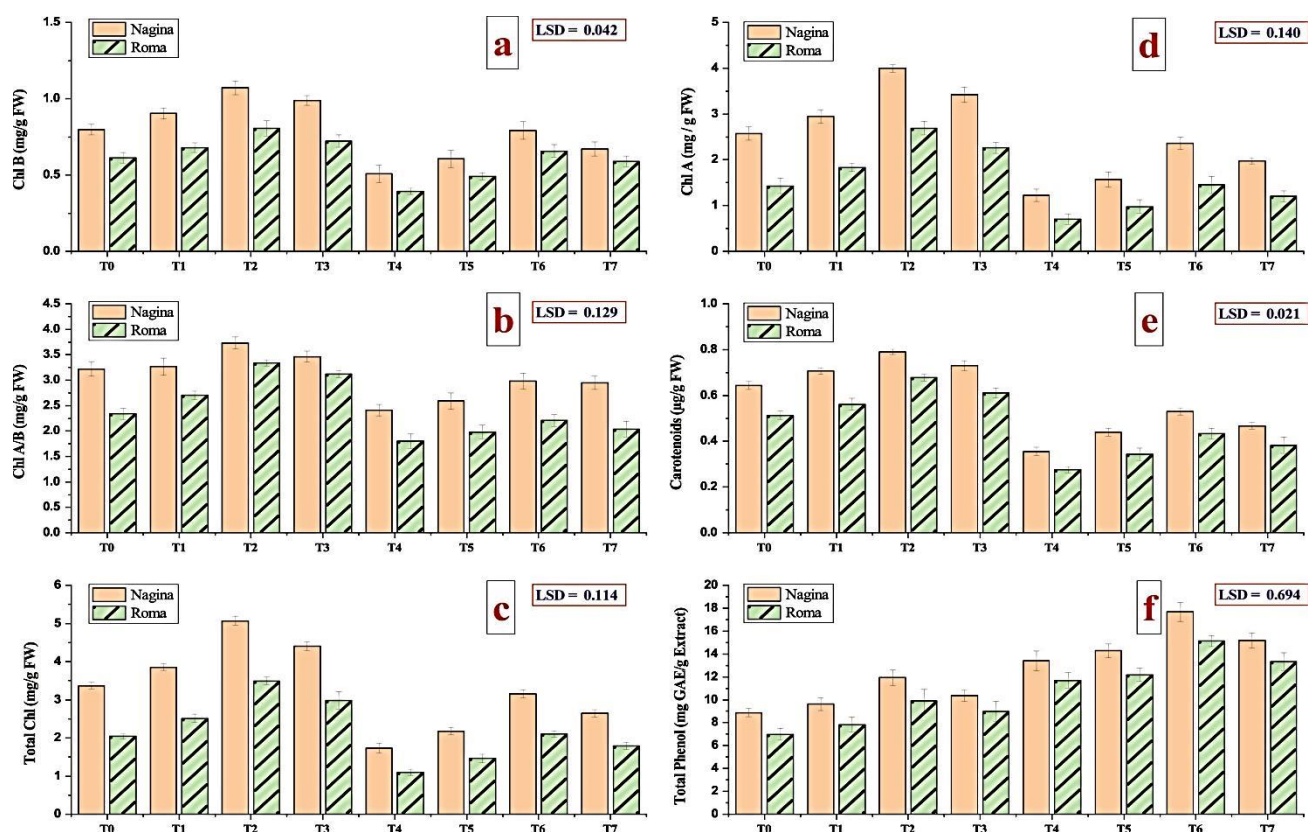 1.5
1.0
0.5
0.0
Chl B (mg/g FW)
Nagina
Roma
a
LSD = 0.042
T0 T1 T2 T3 T4 T5 T6 T7
5
4
3
2
1
0
Chl A (mg / g FW)
Nagina
Roma
d
LSD = 0.140
T0 T1 T2 T3 T4 T5 T6 T7
4.5
4.0
3.5
3.0
2.5
2.0
1.5
1.0
0.5
0.0
Chl A/B (mg/g FW)
Nagina
Roma
b
LSD = 0.129
T0 T1 T2 T3 T4 T5 T6 T7
1.0
0.8
0.6
0.4
0.2
0.0
Carotenoids (µg/g FW)
Nagina
Roma
e
LSD = 0.021
T0 T1 T2 T3 T4 T5 T6 T7
6
5
4
3
2
1
0
Total Chl (mg/g FW)
Nagina
Roma
c
LSD = 0.114
T0 T1 T2 T3 T4 T5 T6 T7
20
18
16
14
12
10
8
6
4
2
0
Total Phenol (mg GAE/g Extract)
Nagina
Roma
f
LSD = 0.694
T0 T1 T2 T3 T4 T5 T6 T7